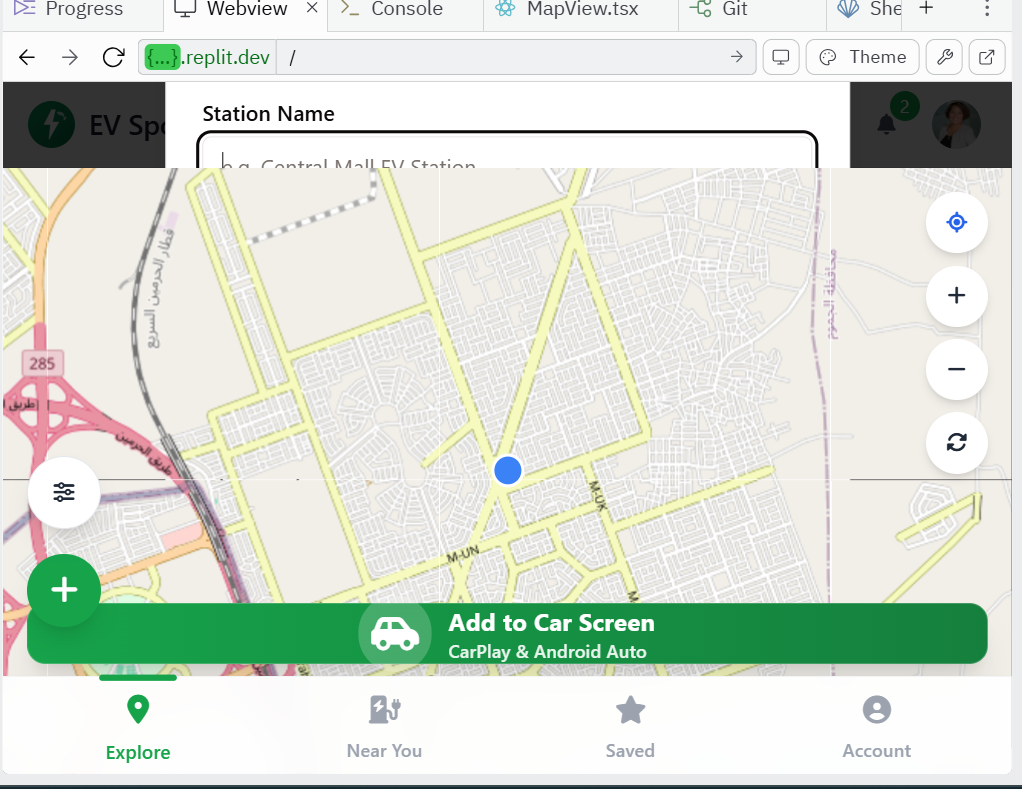 Progress
Webview
Console
MapView.tsx
Git
She
{...}.replit.dev
/
Theme
EV Spo
2
Station Name
e.g. Central Mall EV Station
قطار الحرمين السريع
محافظة الجموم
285
طريق الحرمين
M-UK
M-UN
M
Add to Car Screen
CarPlay & Android Auto
Explore
Near You
Saved
Account